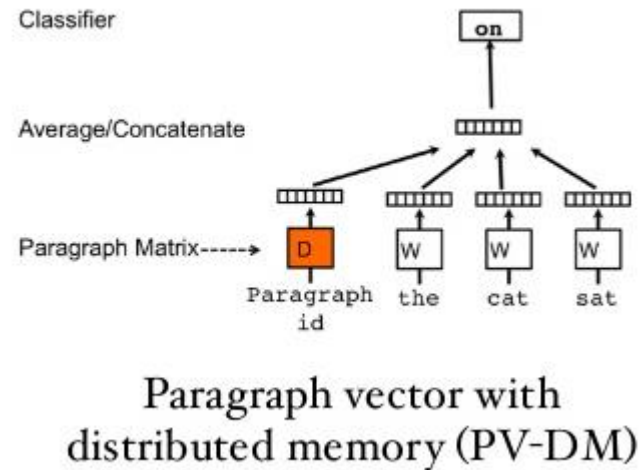 Classifier
on
Average/Concatenate
Paragraph Matrix----->
D W W W
Paragraph the cat sat
id
Paragraph vector with
distributed memory (PV-DM)